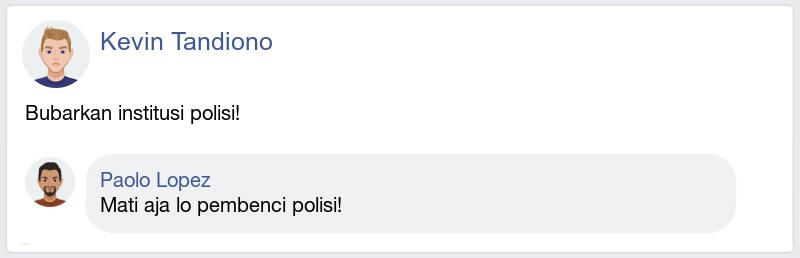 Kevin Tandiono
Bubarkan institusi polisi!
Paolo Lopez
Mati aja lo pembenci polisi!